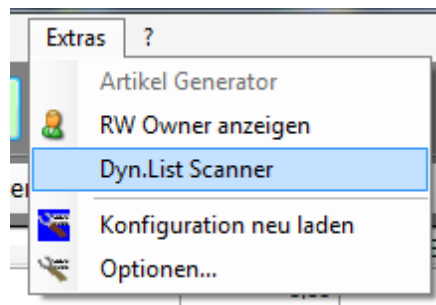 Extras ?
Artikel Generator
RW Owner anzeigen
Dyn.List Scanner
Konfiguration neu laden
Optionen...